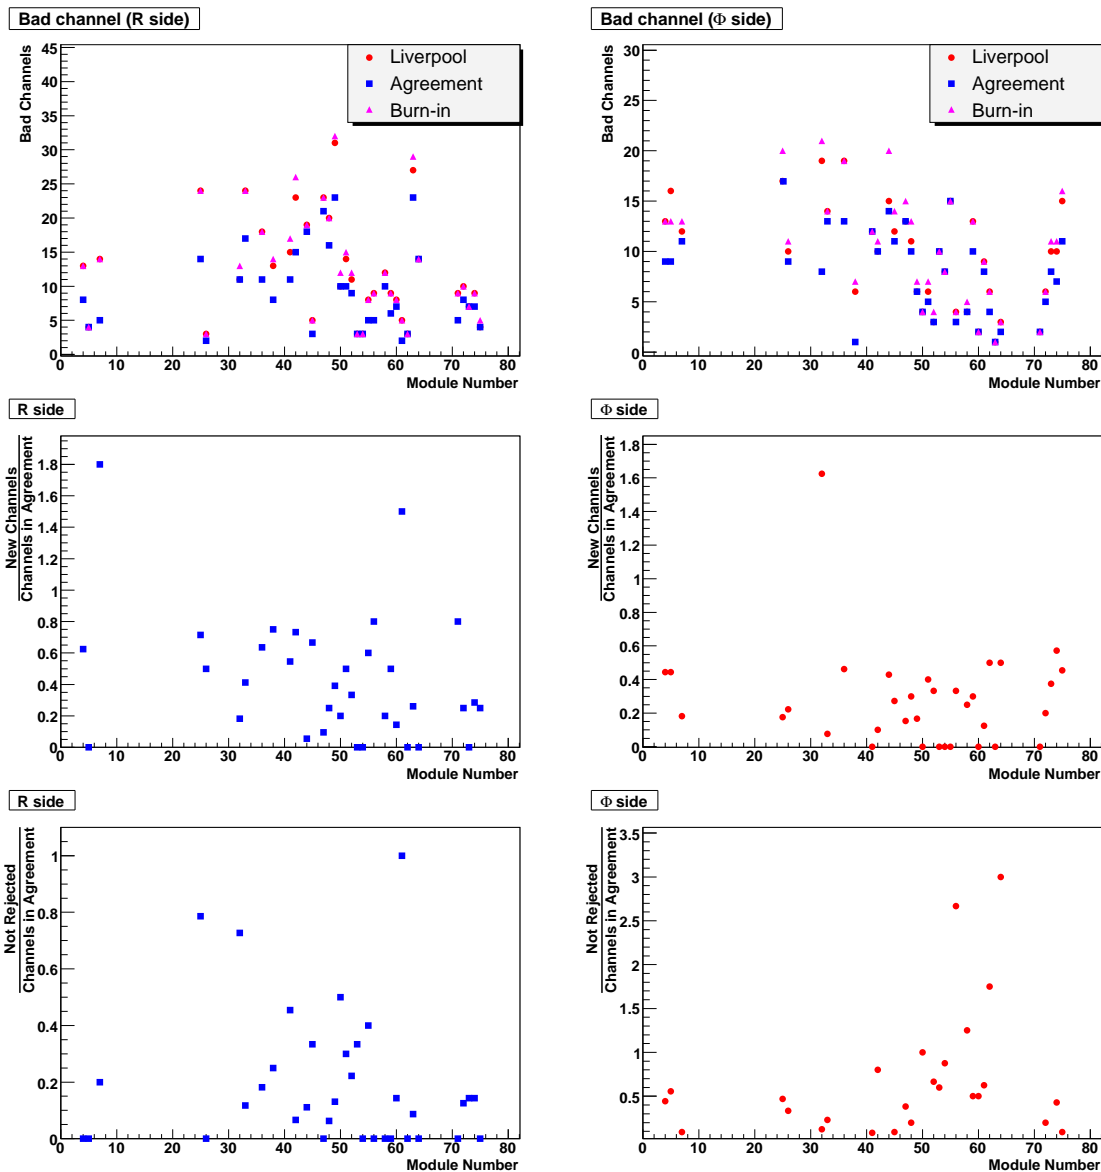 Bad channel (R side)
Bad Channels
45
40
35
30
25
20
15
10
5
0
Liverpool
Agreement
Burn-in
0 10 20 30 40 50 60 70 80
Module Number
Bad channel (Φ side)
Bad Channels
30
25
20
15
10
5
0
Liverpool
Agreement
Burn-in
0 10 20 30 40 50 60 70 80
Module Number
R side
New Channels
Channels in Agreement
1.8
1.6
1.4
1.2
1
0.8
0.6
0.4
0.2
0
0 10 20 30 40 50 60 70 80
Module Number
Φ side
New Channels
Channels in Agreement
1.8
1.6
1.4
1.2
1
0.8
0.6
0.4
0.2
0
0 10 20 30 40 50 60 70 80
Module Number
R side
Not Rejected
Channels in Agreement
1
0.8
0.6
0.4
0.2
0
0 10 20 30 40 50 60 70 80
Module Number
Φ side
Not Rejected
Channels in Agreement
3.5
3
2.5
2
1.5
1
0.5
0 10 20 30 40 50 60 70 80
Module Number